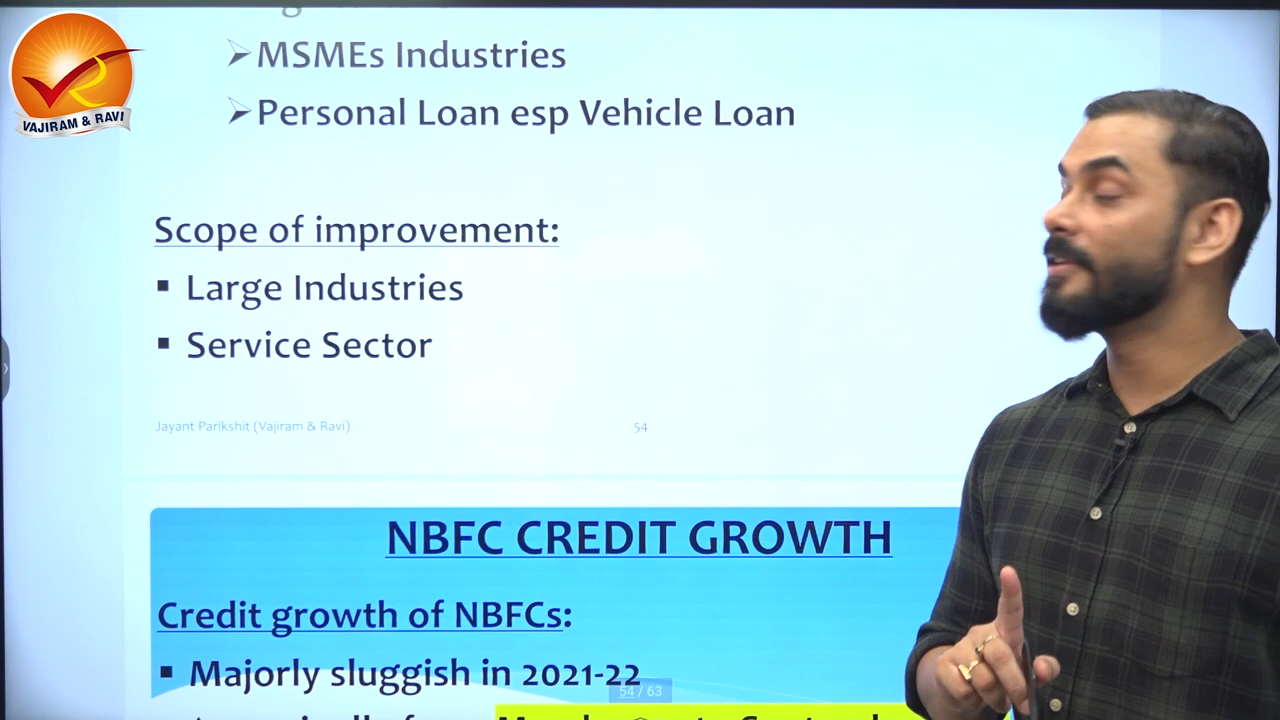 VAJIRAM & RAVI
MSMEs Industries
Personal Loan esp Vehicle Loan
Scope of improvement:
Large Industries
Service Sector
Jayant Parikshit (Vajiram & Ravi)
54
NBFC CREDIT GROWTH
Credit growth of NBFCs:
Majorly sluggish in 2021-22
54 / 63